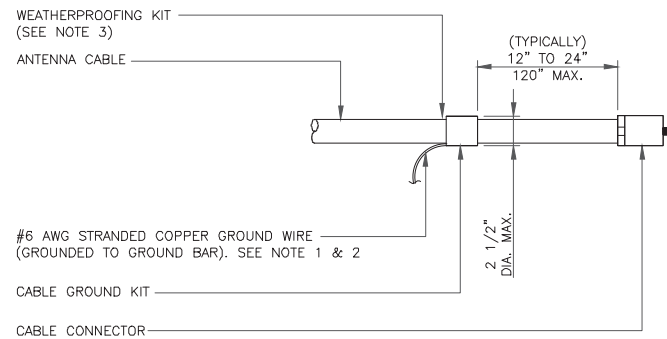 WEATHERPROOFING KIT
(SEE NOTE 3)
ANTENNA CABLE
(TYPICALLY)
12" TO 24"
120" MAX.
2 1/2"
DIA. MAX.
#6 AWG STRANDED COPPER GROUND WIRE
(GROUNDED TO GROUND BAR). SEE NOTE 1 & 2
CABLE GROUND KIT
CABLE CONNECTOR